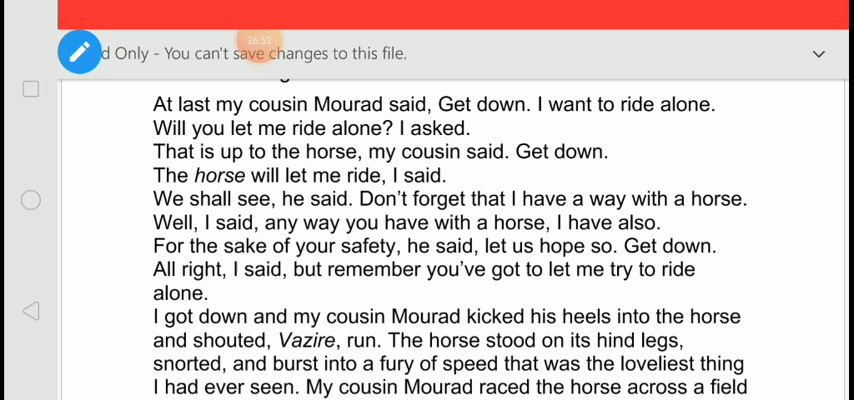 26:52
d Only - You can't save changes to this file.
At last my cousin Mourad said, Get down. I want to ride alone.
Will you let me ride alone? I asked.
That is up to the horse, my cousin said. Get down.
The horse will let me ride, I said.
We shall see, he said. Don’t forget that I have a way with a horse.
Well, I said, any way you have with a horse, I have also.
For the sake of your safety, he said, let us hope so. Get down.
All right, I said, but remember you’ve got to let me try to ride
alone.
I got down and my cousin Mourad kicked his heels into the horse
and shouted, Vazire, run. The horse stood on its hind legs,
snorted, and burst into a fury of speed that was the loveliest thing
I had ever seen. My cousin Mourad raced the horse across a field